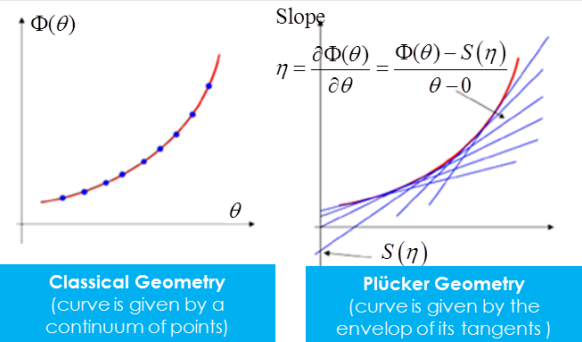 Φ(θ)
θ
Classical Geometry
(curve is given by a
continuum of points)
Slope
η = ∂Φ(θ)/∂θ = Φ(θ) − S(η)/θ − 0
S(η)
Plücker Geometry
(curve is given by the
envelop of its tangents )